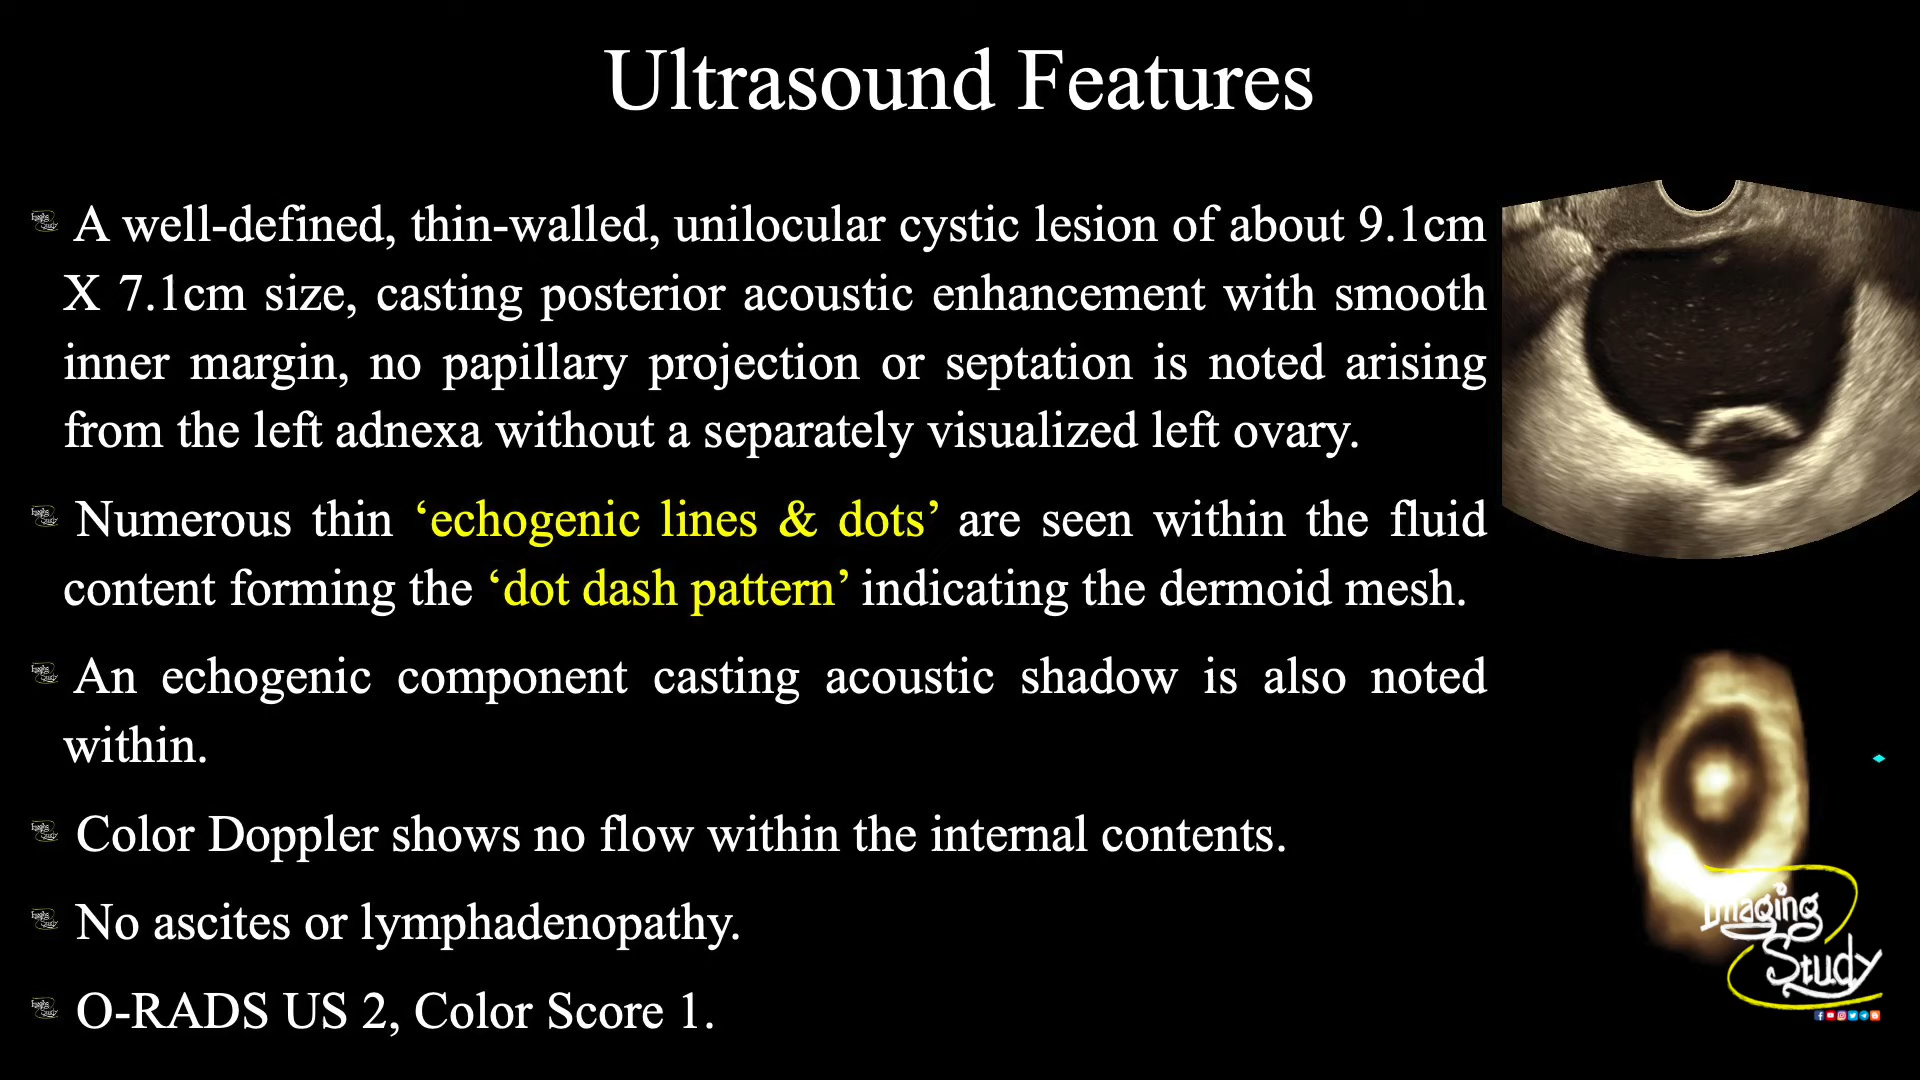 Ultrasound Features
A well-defined, thin-walled, unilocular cystic lesion of about 9.1cm
X 7.1cm size, casting posterior acoustic enhancement with smooth
inner margin, no papillary projection or septation is noted arising
from the left adnexa without a separately visualized left ovary.
Numerous thin ‘echogenic lines & dots’ are seen within the fluid
content forming the ‘dot dash pattern’ indicating the dermoid mesh.
An echogenic component casting acoustic shadow is also noted
within.
Color Doppler shows no flow within the internal contents.
No ascites or lymphadenopathy.
O-RADS US 2, Color Score 1.
Imaging
Study